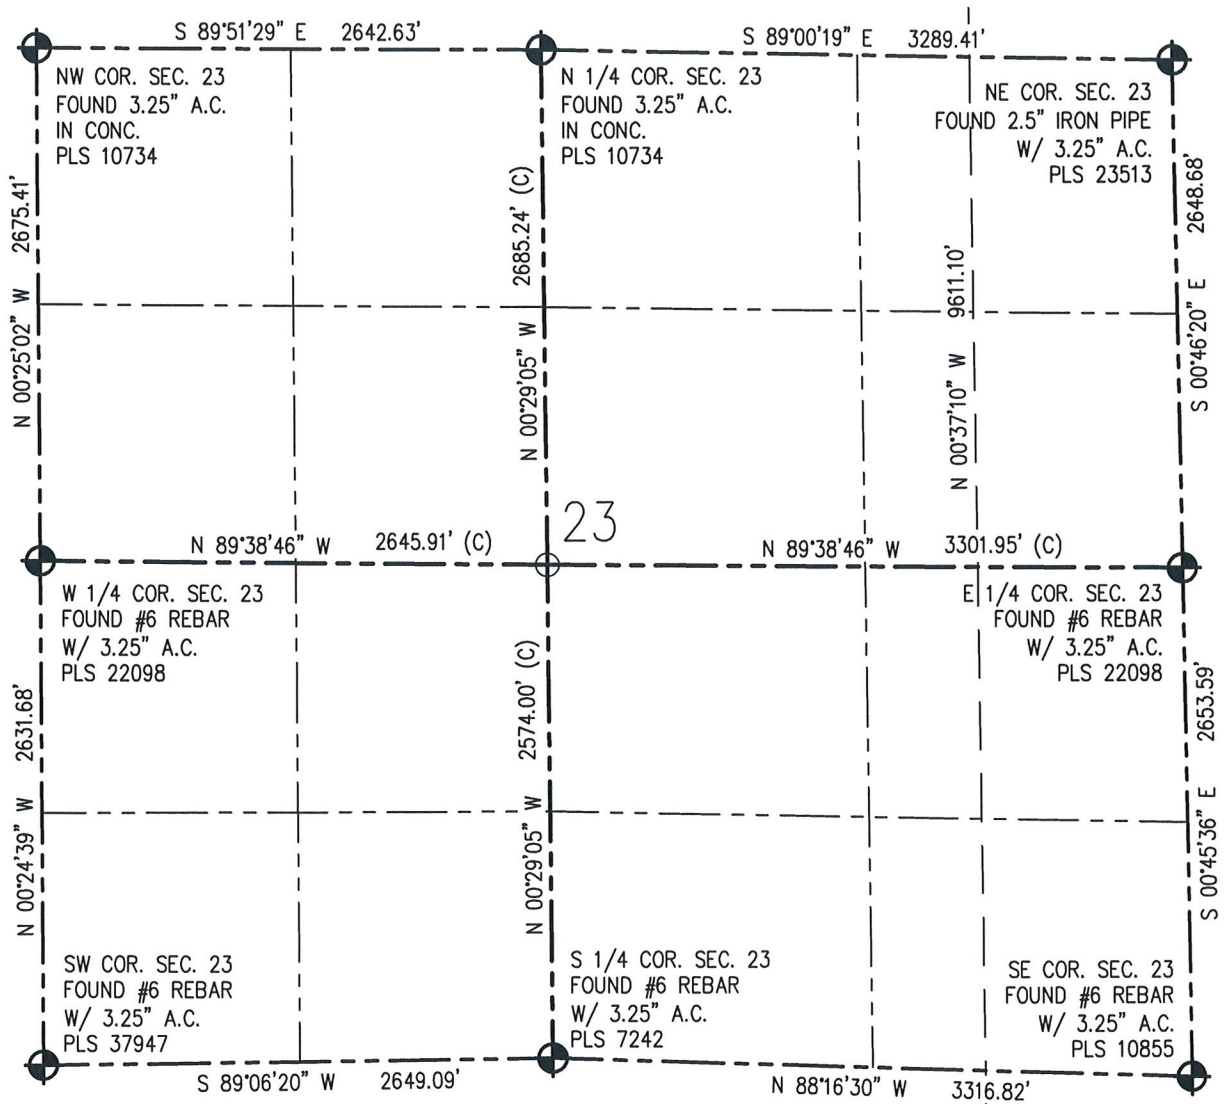 S 89°51'29" E 2642.63'
S 89°00'19" E 3289.41'
NW COR. SEC. 23
FOUND 3.25" A.C.
IN CONC.
PLS 10734
N 1/4 COR. SEC. 23
FOUND 3.25" A.C.
IN CONC.
PLS 10734
NE COR. SEC. 23
FOUND 2.5" IRON PIPE
W/ 3.25" A.C.
PLS 23513
N 00°25'02" W 2675.41'
N 00°29'05" W 2685.24' (C)
N 00°37'10" W 9611.10'
S 00°46'20" E 2648.68'
23
N 89°38'46" W 2645.91' (C)
N 89°38'46" W 3301.95' (C)
W 1/4 COR. SEC. 23
FOUND #6 REBAR
W/ 3.25" A.C.
PLS 22098
E 1/4 COR. SEC. 23
FOUND #6 REBAR
W/ 3.25" A.C.
PLS 22098
N 00°24'39" W 2631.68'
N 00°29'05" W 2574.00' (C)
S 00°45'36" E 2653.59'
SW COR. SEC. 23
FOUND #6 REBAR
W/ 3.25" A.C.
PLS 37947
S 1/4 COR. SEC. 23
FOUND #6 REBAR
W/ 3.25" A.C.
PLS 7242
SE COR. SEC. 23
FOUND #6 REBAR
W/ 3.25" A.C.
PLS 10855
S 89°06'20" W 2649.09'
N 88°16'30" W 3316.82'